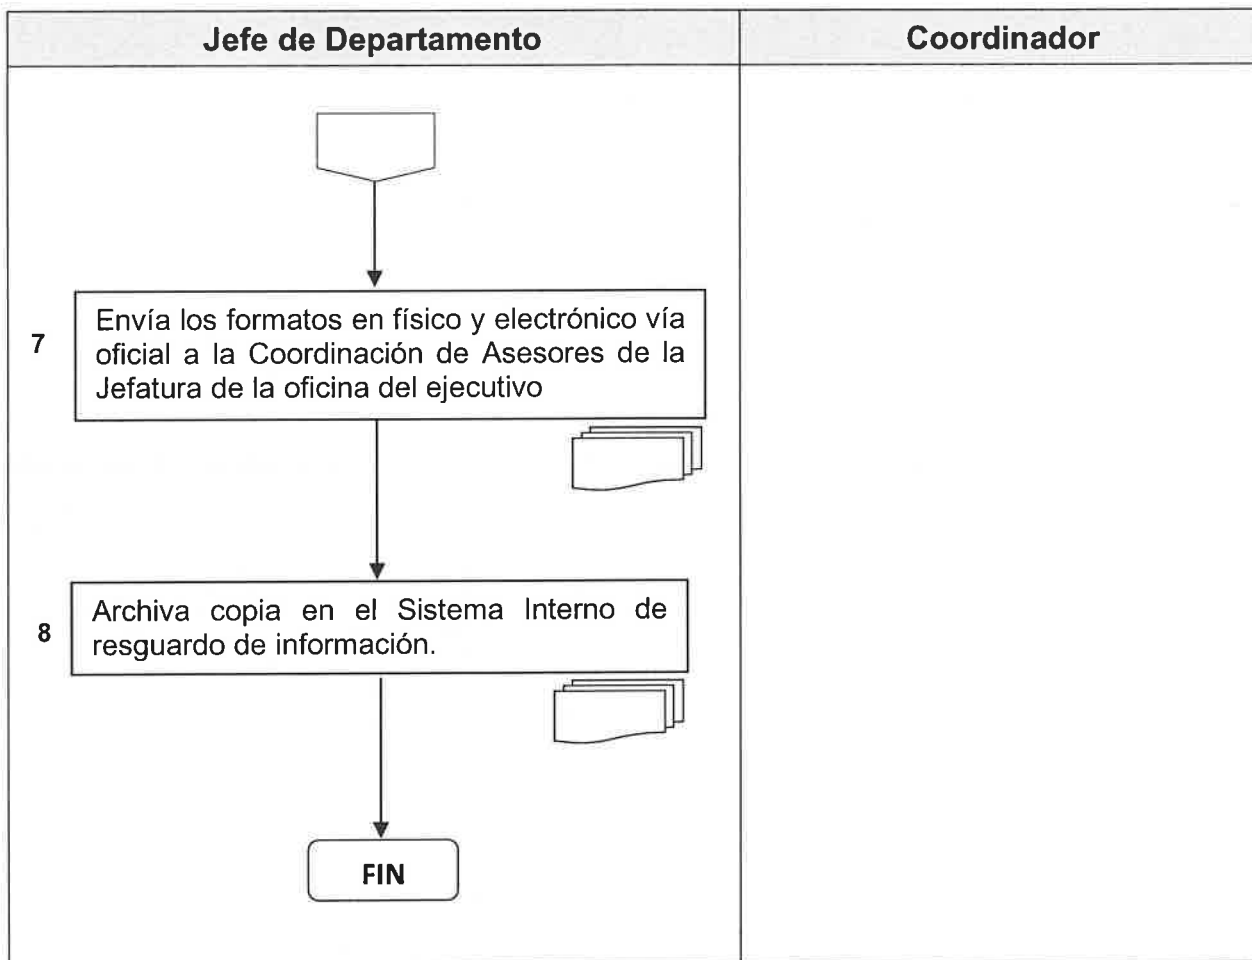 Jefe de Departamento
Coordinador
7
Envía los formatos en físico y electrónico vía
oficial a la Coordinación de Asesores de la
Jefatura de la oficina del ejecutivo
8
Archiva copia en el Sistema Interno de
resguardo de información.
FIN